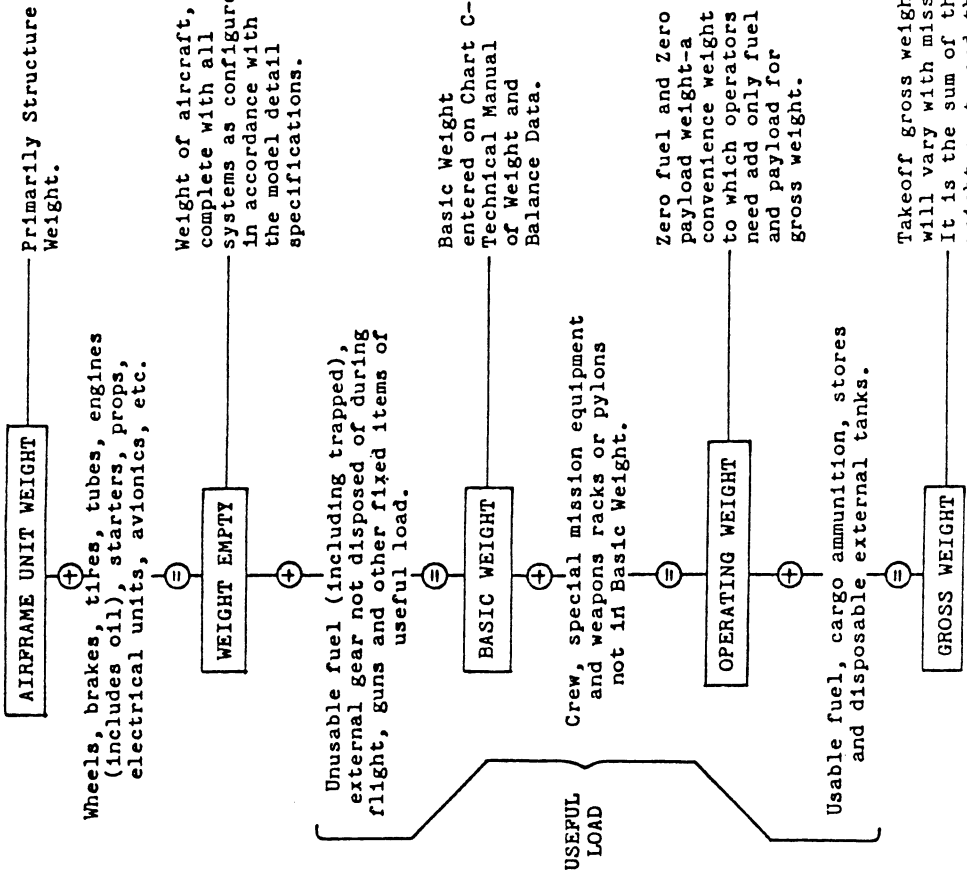 AIRFRAME UNIT WEIGHT
Primarily Structure
Weight.
+
Wheels, brakes, tires, tubes, engines
(includes oil), starters, props,
electrical units, avionics, etc.
=
WEIGHT EMPTY
Weight of aircraft,
complete with all
systems as configure
in accordance with
the model detail
specifications.
+
Unusable fuel (including trapped),
external gear not disposed of during
flight, guns and other fixed items of
useful load.
=
BASIC WEIGHT
Basic Weight
entered on Chart C-
Technical Manual
of Weight and
Balance Data.
+
USEFUL
LOAD
Crew, special mission equipment
and weapons racks or pylons
not in Basic Weight.
=
OPERATING WEIGHT
Zero fuel and Zero
payload weight-a
convenience weight
to which operators
need add only fuel
and payload for
gross weight.
+
Usable fuel, cargo ammunition, stores
and disposable external tanks.
=
GROSS WEIGHT
Takeoff gross weigh
will vary with miss
It is the sum of th